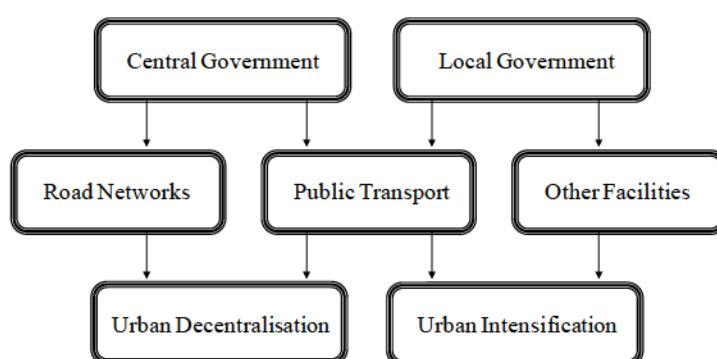 Central Government
Local Government
Road Networks
Public Transport
Other Facilities
Urban Decentralisation
Urban Intensification